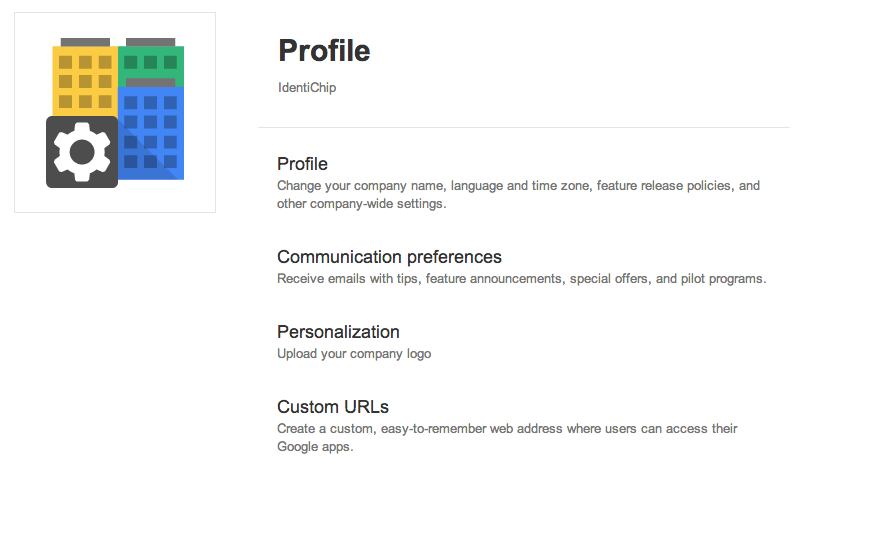 Profile
IdentiChip
Profile
Change your company name, language and time zone, feature release policies, and
other company-wide settings.
Communication preferences
Receive emails with tips, feature announcements, special offers, and pilot programs.
Personalization
Upload your company logo
Custom URLs
Create a custom, easy-to-remember web address where users can access their
Google apps.